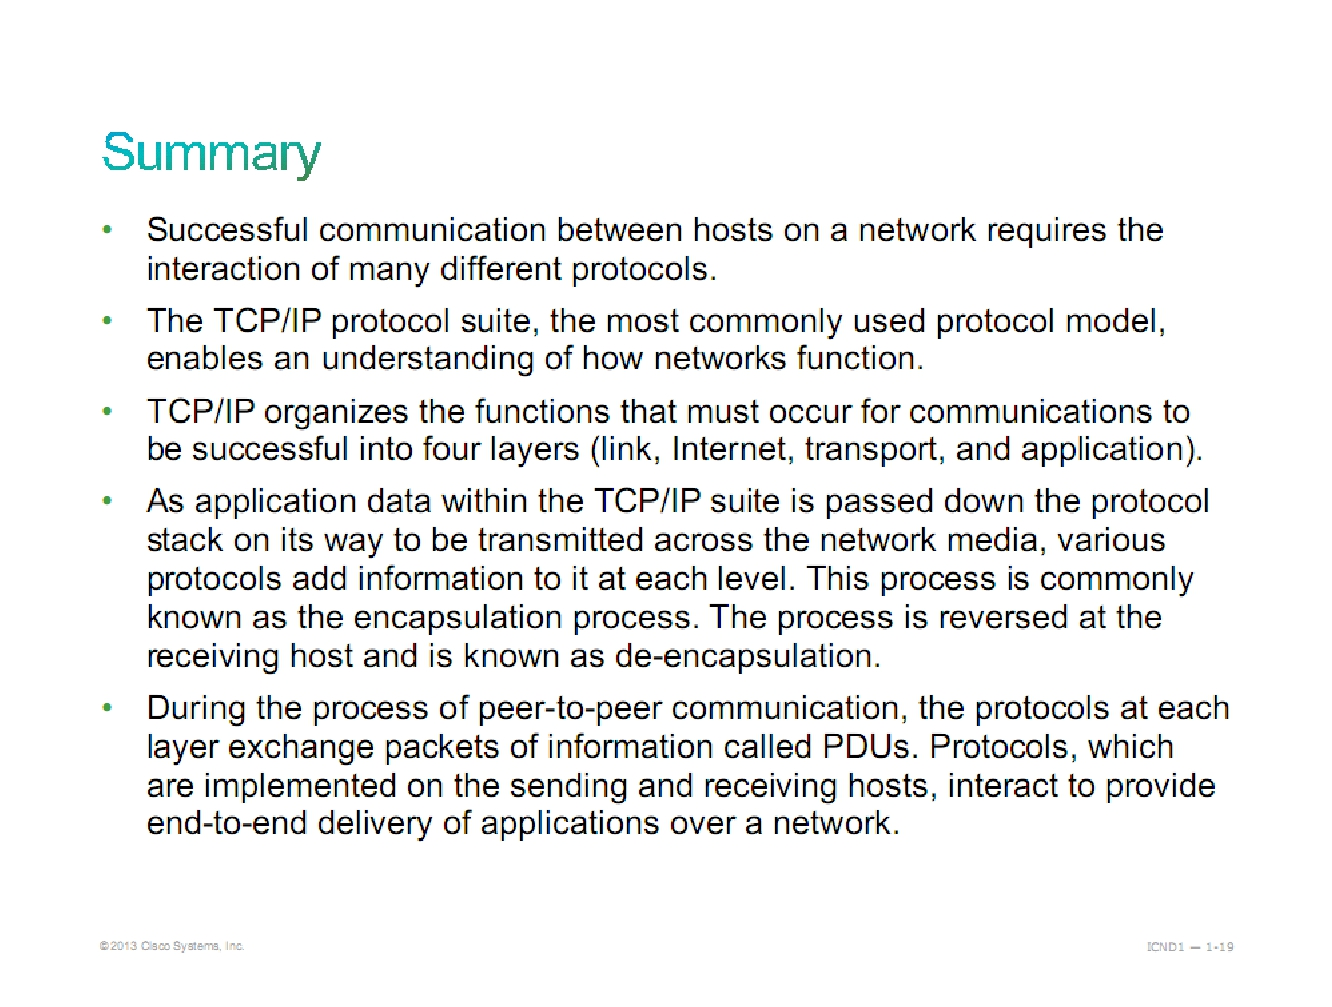 Summary
• Successful communication between hosts on a network requires the
interaction of many different protocols.
• The TCP/IP protocol suite, the most commonly used protocol model,
enables an understanding of how networks function.
• TCP/IP organizes the functions that must occur for communications to
be successful into four layers (link, Internet, transport, and application).
• As application data within the TCP/IP suite is passed down the protocol
stack on its way to be transmitted across the network media, various
protocols add information to it at each level. This process is commonly
known as the encapsulation process. The process is reversed at the
receiving host and is known as de-encapsulation.
• During the process of peer-to-peer communication, the protocols at each
layer exchange packets of information called PDUs. Protocols, which
are implemented on the sending and receiving hosts, interact to provide
end-to-end delivery of applications over a network.
©2013 Cisco Systems, Inc.
ICND1 — 1-19